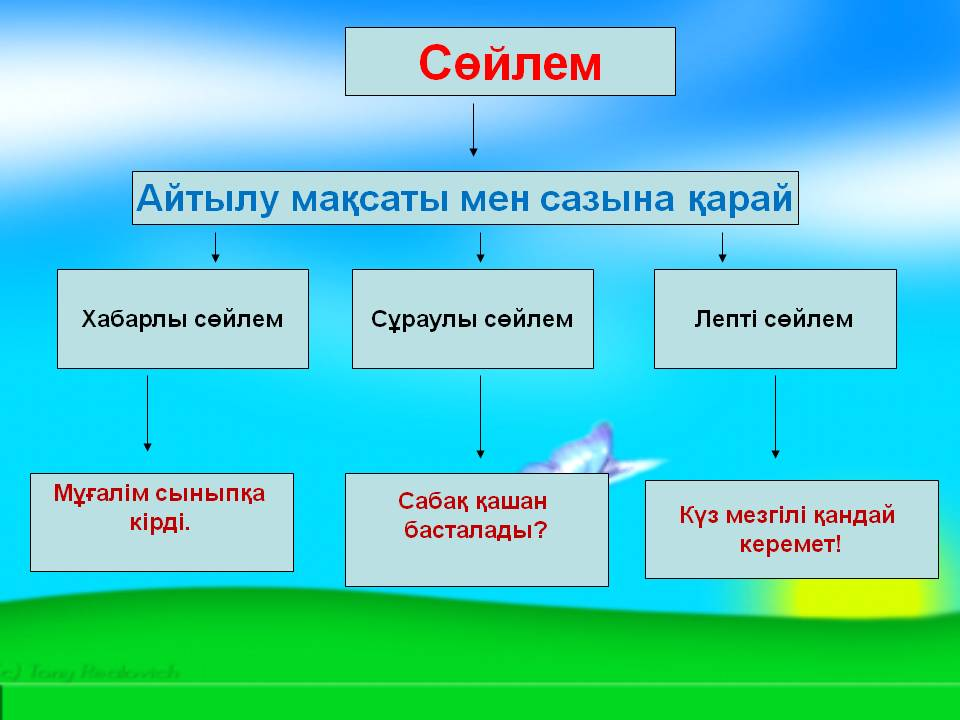 Сөйлем
Айтылу мақсаты мен сазына қарай
Хабарлы сөйлем
Сұраулы сөйлем
Лепті сөйлем
Мұғалім сыныпқа
кірді.
Сабақ қашан
басталады?
Күз мезгілі қандай
керемет!
(c) Tony